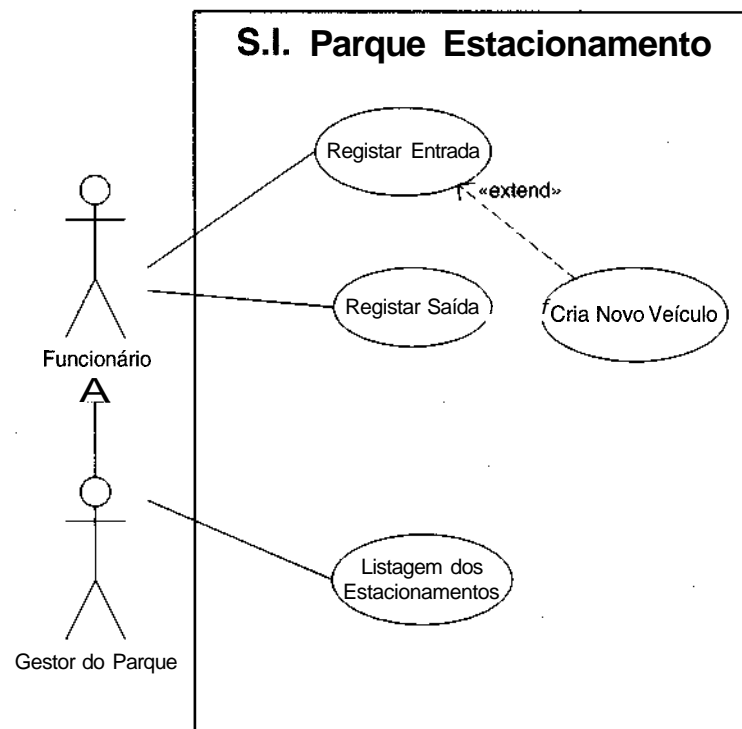 S.I. Parque Estacionamento
Registar Entrada
«extend»
Registar Saída
Cria Novo Veículo
Funcionário
Listagem dos
Estacionamentos
Gestor do Parque